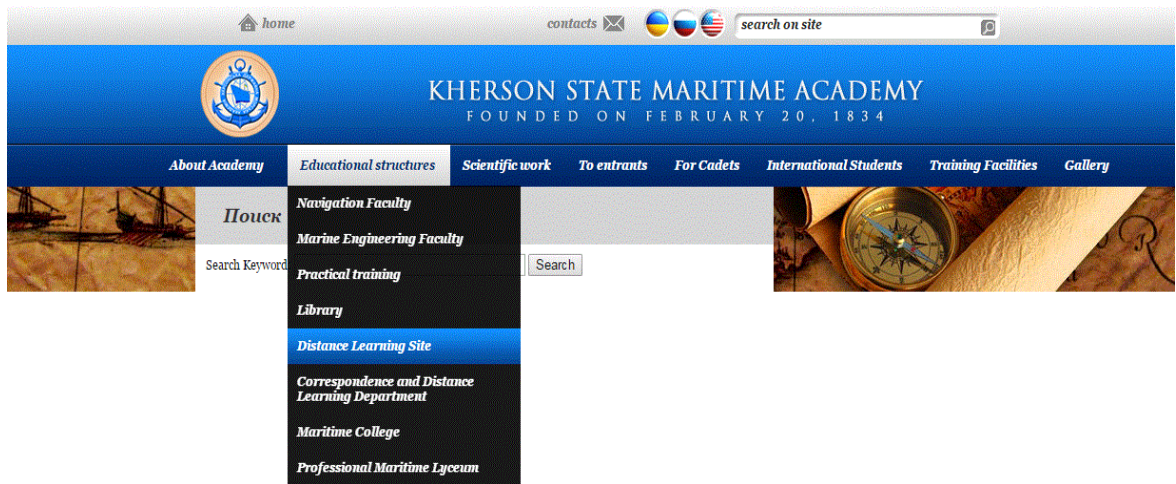 home
contacts
search on site
KHERSON STATE MARITIME ACADEMY
FOUNDED ON FEBRUARY 20, 1834
About Academy
Educational structures
Scientific work
To entrants
For Cadets
International Students
Training Facilities
Gallery
Поиск
Search Keyword
Search
Navigation Faculty
Marine Engineering Faculty
Practical training
Library
Distance Learning Site
Correspondence and Distance
Learning Department
Maritime College
Professional Maritime Lyceum